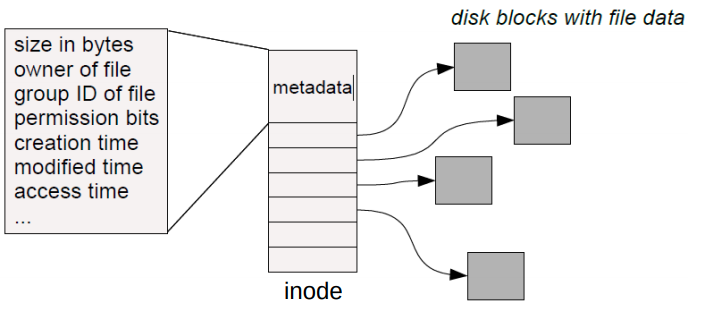 disk blocks with file data
size in bytes
owner of file
group ID of file
permission bits
creation time
modified time
access time
...
metadata
inode